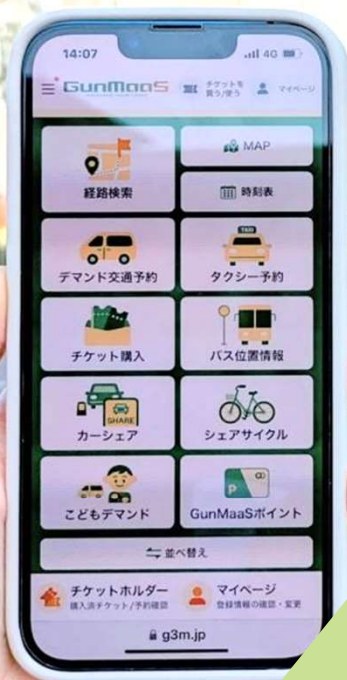 14:07
4G
GunMaaS
チケットを
買う/使う
マイページ
経路検索
MAP
時刻表
TAXI
デマンド交通予約
タクシー予約
チケット購入
バス位置情報
SHARE
カーシェア
シェアサイクル
P
こどもデマンド
GunMaaSポイント
並べ替え
チケットホルダー
購入済チケット/予約確認
マイページ
登録情報の確認・変更
g3m.jp